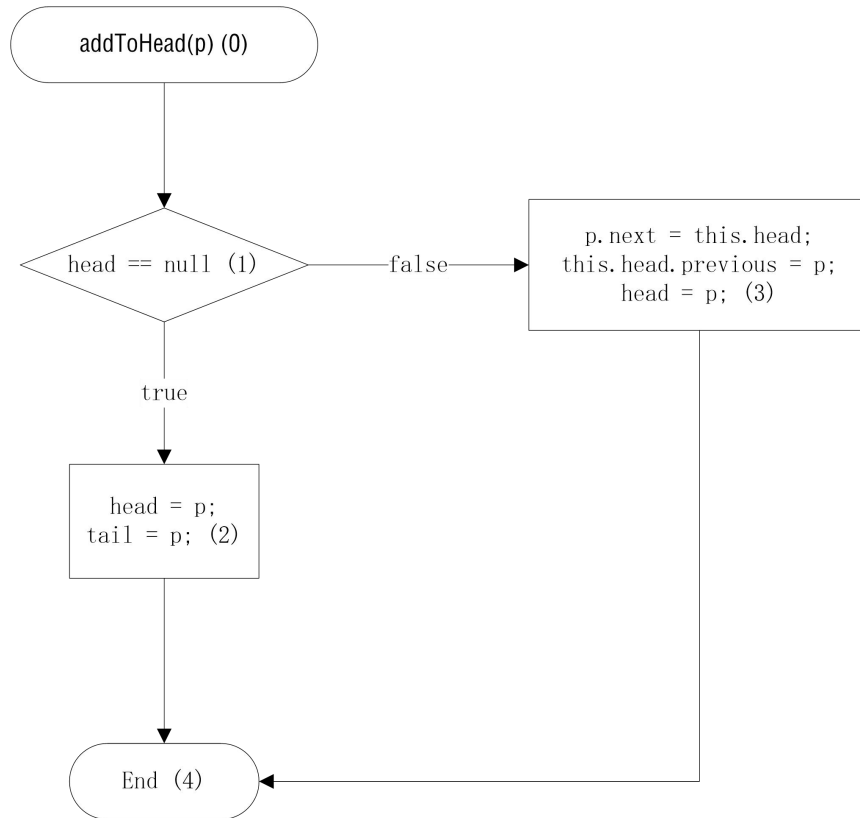 addToHead(p) (0)
head == null (1)
false
p.next = this.head;
this.head.previous = p;
head = p; (3)
true
head = p;
tail = p; (2)
End (4)